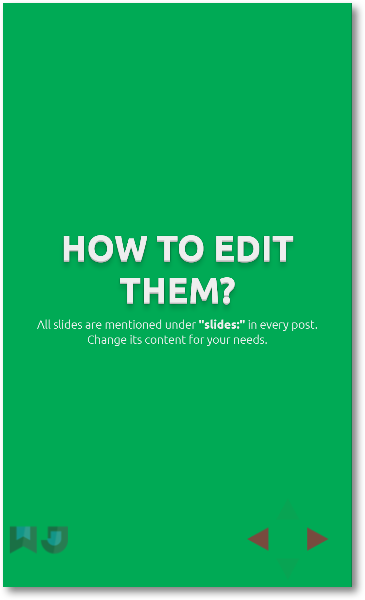 HOW TO EDIT
THEM?
All slides are mentioned under "slides:" in every post.
Change its content for your needs.
WJ